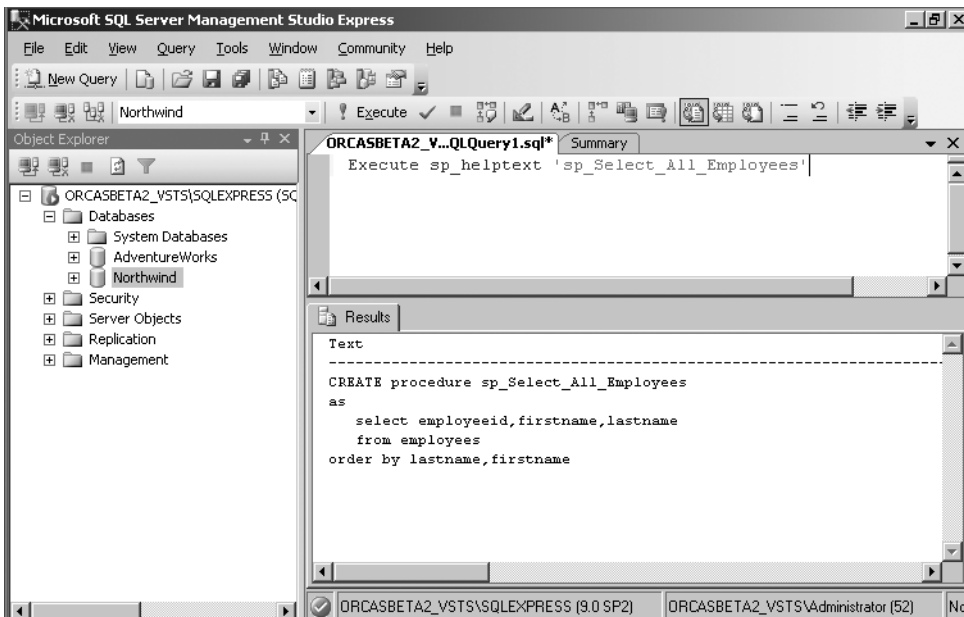 Microsoft SQL Server Management Studio Express
File Edit View Query Tools Window Community Help
New Query
Northwind Execute
Object Explorer
ORCASBETA2_V...QLQuery1.sql* Summary
Execute sp_helptext 'sp_Select_All_Employees'
ORCASBETA2_VSTS\SQLEXPRESS (SQ
Databases
System Databases
AdventureWorks
Northwind
Security
Server Objects
Replication
Management
Results
Text
CREATE procedure sp_Select_All_Employees
as
select employeeid,firstname,lastname
from employees
order by lastname,firstname
ORCASBETA2_VSTS\SQLEXPRESS (9.0 SP2) ORCASBETA2_VSTS\Administrator (52) No